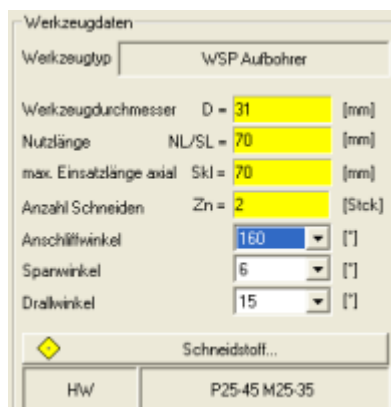 Werkzeugdaten
Werkzeugtyp WSP Aufbohrer
Werkzeugdurchmesser D = 31 [mm]
Nutzlänge NL/SL = 70 [mm]
max. Einsatzlänge axial Skl = 70 [mm]
Anzahl Schneiden Zn = 2 [Stck]
Anschliffwinkel 160 [°]
Spanwinkel 6 [°]
Drallwinkel 15 [°]
Schneidstoff...
HW P25-45 M25-35